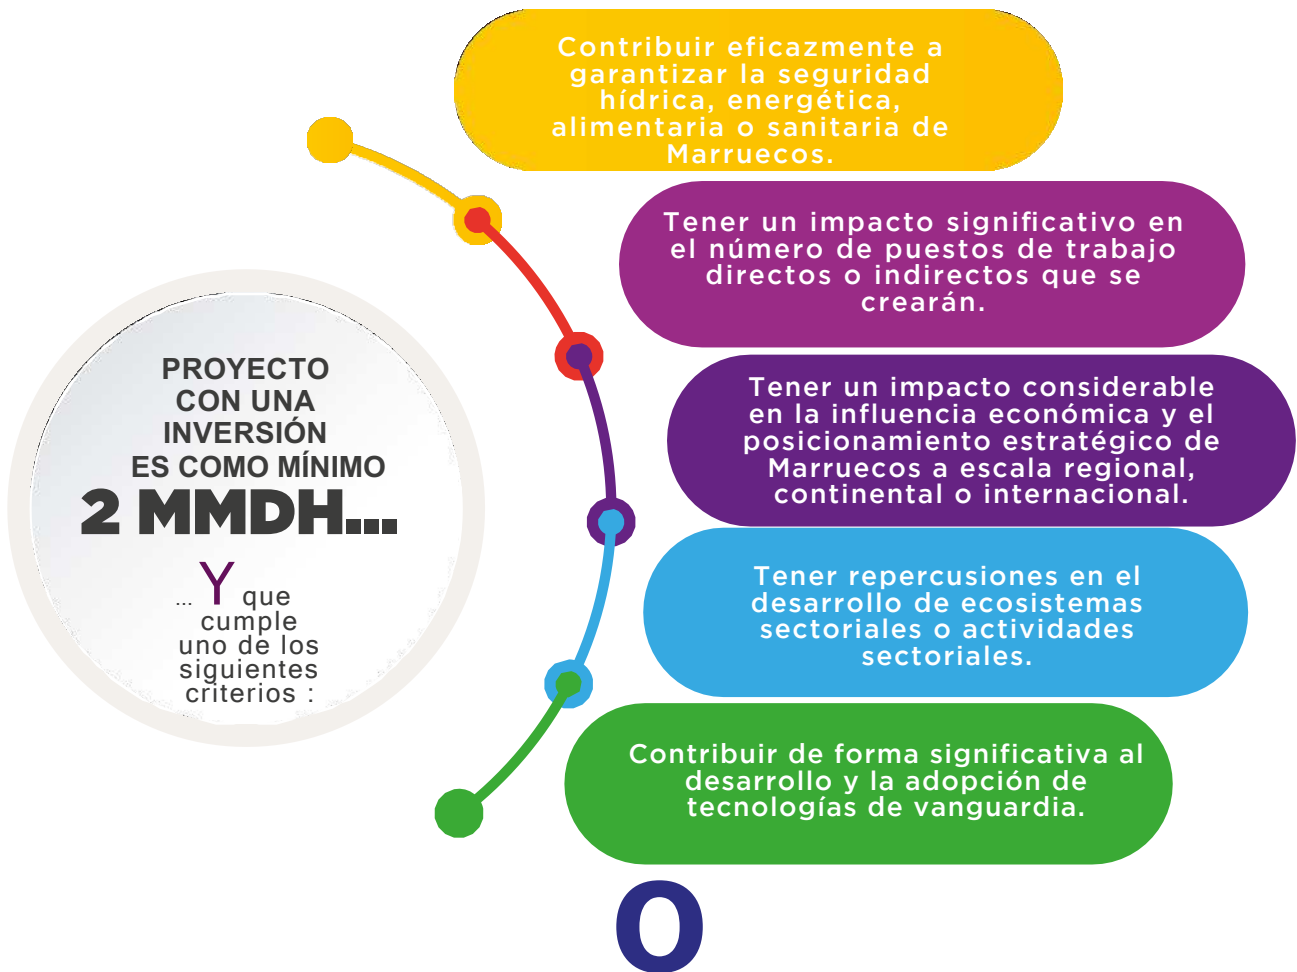 PROYECTO
CON UNA
INVERSIÓN
ES COMO MÍNIMO
2 MMDH...
... Y que
cumple
uno de los
siguientes
criterios :
Contribuir eficazmente a
garantizar la seguridad
hídrica, energética,
alimentaria o sanitaria de
Marruecos.
Tener un impacto significativo en
el número de puestos de trabajo
directos o indirectos que se
crearán.
Tener un impacto considerable
en la influencia económica y el
posicionamiento estratégico de
Marruecos a escala regional,
continental o internacional.
Tener repercusiones en el
desarrollo de ecosistemas
sectoriales o actividades
sectoriales.
Contribuir de forma significativa al
desarrollo y la adopción de
tecnologías de vanguardia.
O